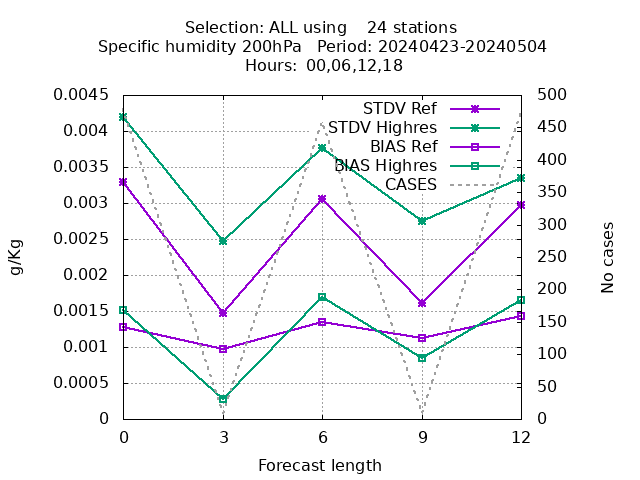 Selection: ALL using    24 stations
Specific humidity 200hPa   Period: 20240423-20240504
Hours:  00,06,12,18
STDV Ref
STDV Highres
BIAS Ref
BIAS Highres
CASES
g/Kg
0.0045
0.004
0.0035
0.003
0.0025
0.002
0.0015
0.001
0.0005
0
500
450
400
350
300
250
200
150
100
50
0
No cases
0 3 6 9 12
Forecast length